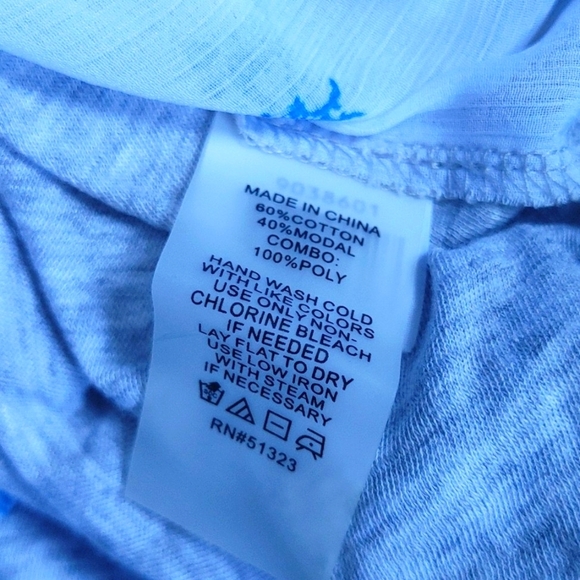 MADE IN CHINA
60%COTTON
40%MODAL
COMBO:
100%POLY
HAND WASH COLD
WITH LIKE COLORS
USE ONLY NON-
CHLORINE BLEACH
IF NEEDED
LAY FLAT TO DRY
USE LOW IRON
WITH STEAM
IF NECESSARY
RN#51323